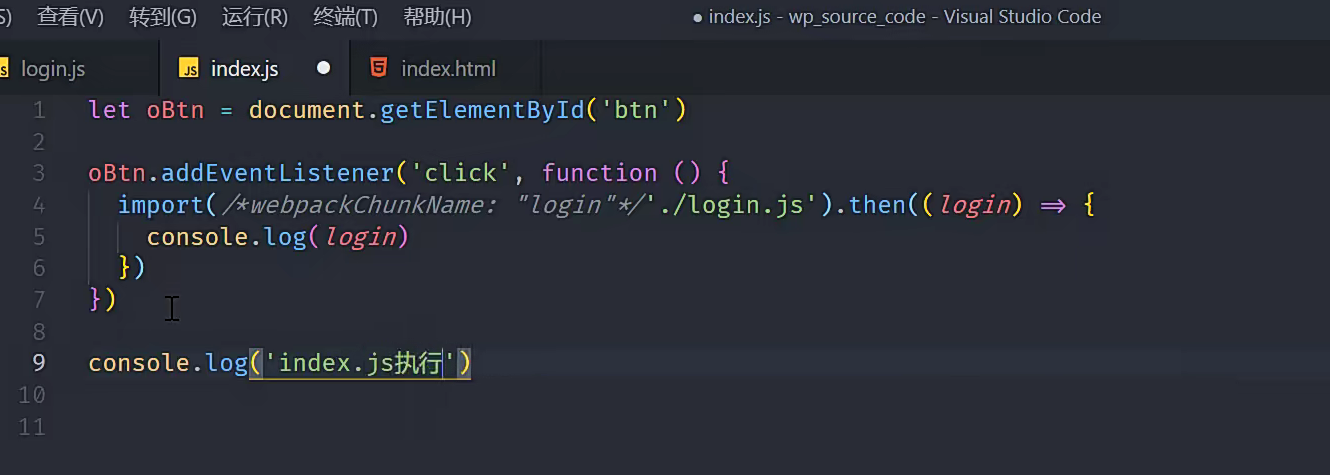 S) 查看(V) 转到(G) 运行(R) 终端(T) 帮助(H) ● index.js - wp_source_code - Visual Studio Code
JS login.js JS index.js ● 5 index.html
1 let oBtn = document.getElementById('btn')
2
3 oBtn.addEventListener('click', function () {
4 import(/*webpackChunkName: "login"*/'./login.js').then((login) => {
5 console.log(login)
6 })
7 })
8
9 console.log('index.js执行')
10
11